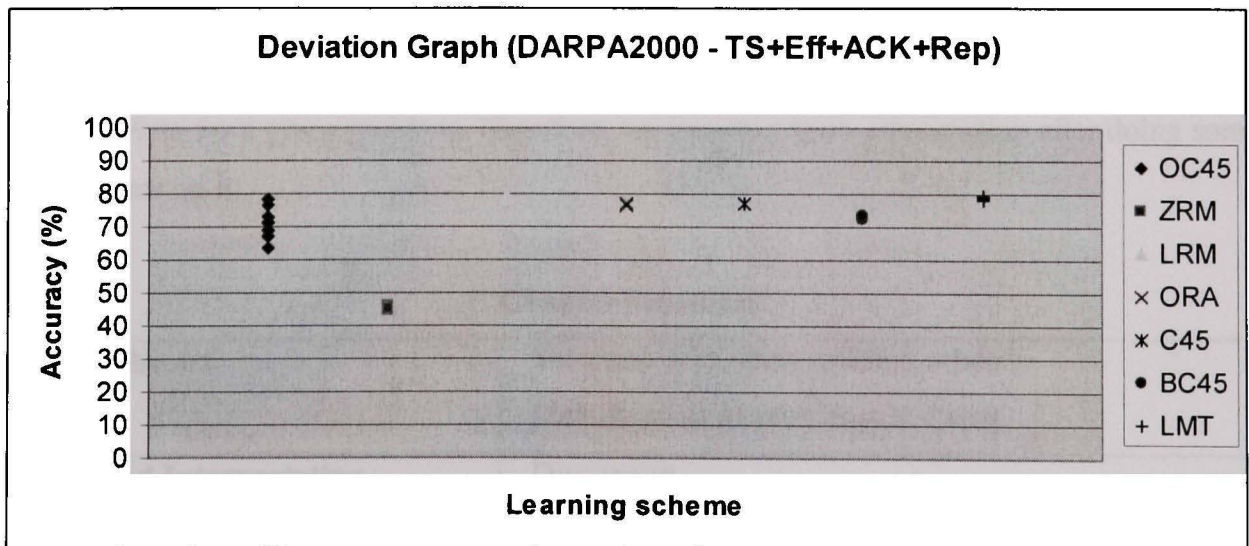 Deviation Graph (DARPA2000 - TS+Eff+ACK+Rep)
Accuracy (%)
100
90
80
70
60
50
40
30
20
10
0
Learning scheme
OC45
ZRM
LRM
ORA
C45
BC45
LMT